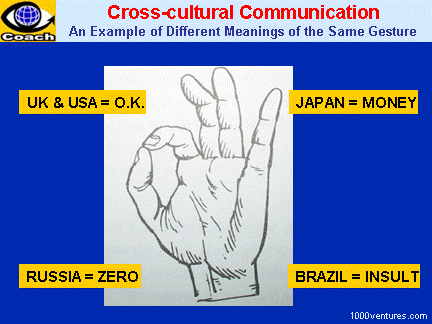 Coach
Cross-cultural Communication
An Example of Different Meanings of the Same Gesture
UK & USA = O.K.
JAPAN = MONEY
RUSSIA = ZERO
BRAZIL = INSULT
1000ventures.com